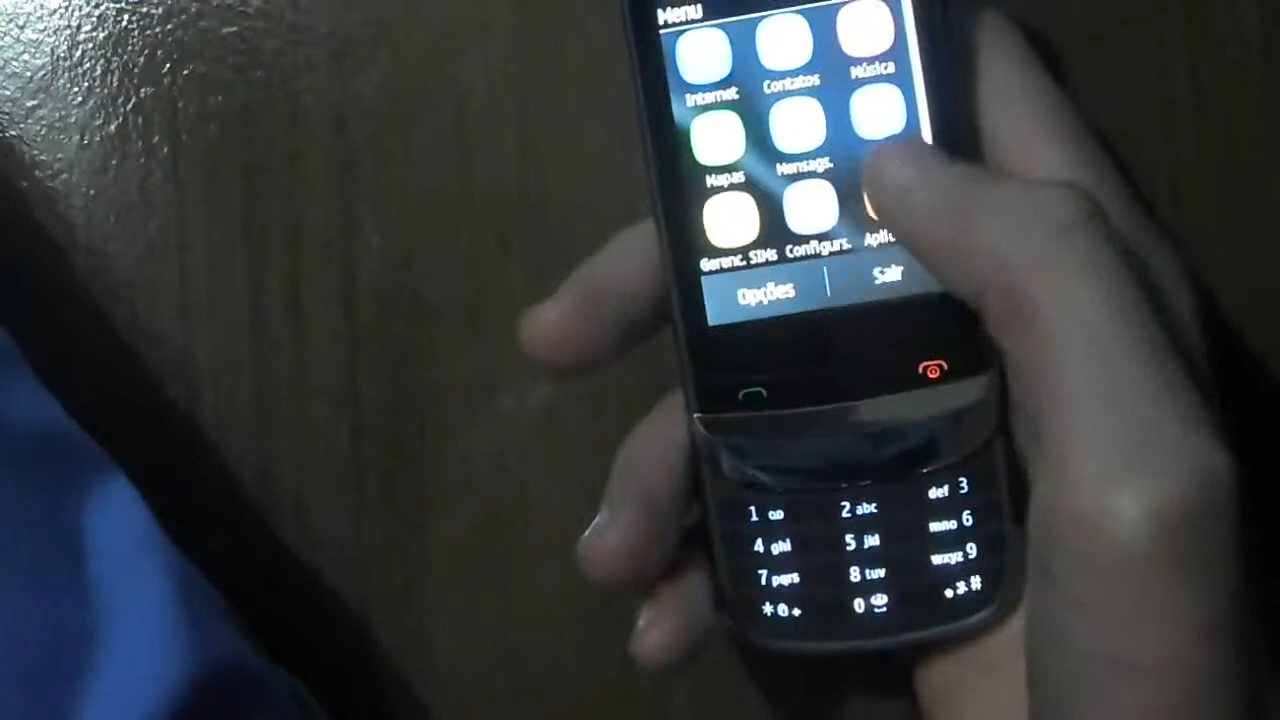 Menu
Internet Contatos Música
Mapas Mensags.
Gerenc. SIMs Configurs.
Opções Sair
1 2 abc def 3
4 ghi 5 jkl mno 6
7 pqrs 8 tuv wxyz 9
* 0 #